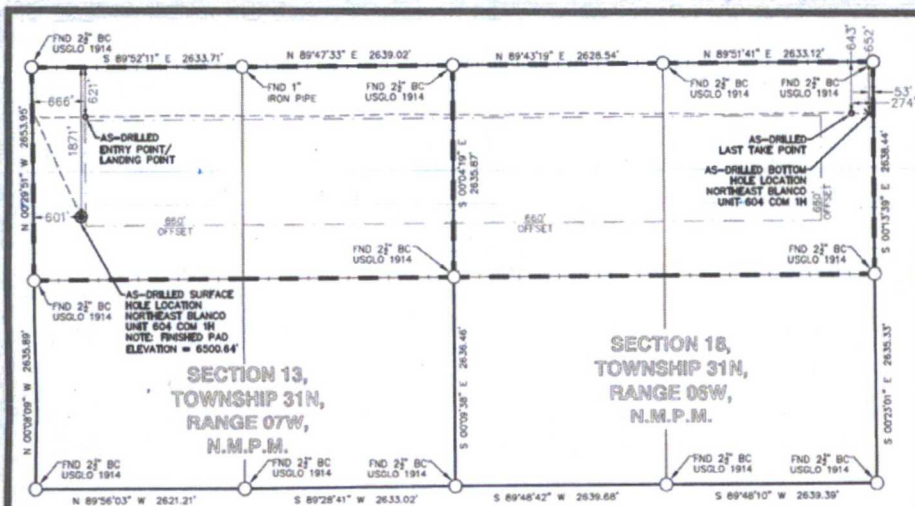 FND 2½" BC
USGLO 1914
S 89°52'11" E 2633.71'
N 89°47'33" E 2639.02'
N 89°43'19" E 2628.54'
N 89°51'41" E 2633.12'
643'
652'
FND 1"
IRON PIPE
FND 2½" BC
USGLO 1914
FND 2½" BC
USGLO 1914
FND 2½" BC
USGLO 1914
53'
274'
666'
621'
1871'
N 00°29'51" W 2653.95'
AS-DRILLED
ENTRY POINT/
LANDING POINT
S 00°04'19" E
2635.87'
AS-DRILLED
LAST TAKE POINT
AS-DRILLED BOTTOM
HOLE LOCATION
NORTHEAST BLANCO
UNIT 604 COM 1H
S 00°13'39" E 2638.44'
601'
660'
OFFSET
660'
OFFSET
660'
OFFSET
FND 2½" BC
USGLO 1914
FND 2½" BC
USGLO 1914
FND 2½" BC
USGLO 1914
AS-DRILLED SURFACE
HOLE LOCATION
NORTHEAST BLANCO
UNIT 604 COM 1H
NOTE: FINISHED PAD
ELEVATION = 6500.64'
N 00°08'09" W 2635.89'
S 00°09'38" E 2636.46'
S 00°23'01" E 2635.33'
SECTION 13,
TOWNSHIP 31N,
RANGE 07W,
N.M.P.M.
SECTION 18,
TOWNSHIP 31N,
RANGE 06W,
N.M.P.M.
FND 2½" BC
USGLO 1914
FND 2½" BC
USGLO 1914
FND 2½" BC
USGLO 1914
FND 2½" BC
USGLO 1914
FND 2½" BC
USGLO 1914
N 89°56'03" W 2621.21'
S 89°28'41" W 2633.02'
S 89°48'42" W 2639.68'
S 89°48'10" W 2639.39'